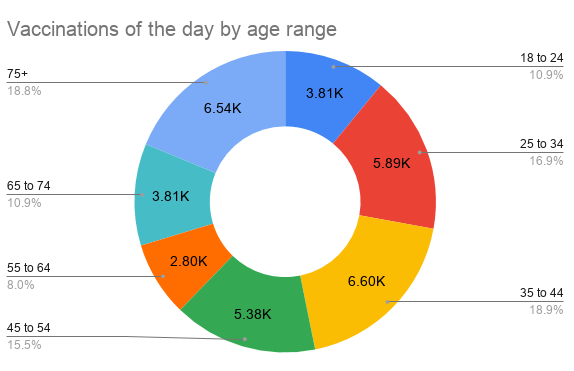 Vaccinations of the day by age range
18 to 24
10.9%
3.81K
25 to 34
16.9%
5.89K
35 to 44
18.9%
6.60K
45 to 54
15.5%
5.38K
55 to 64
8.0%
2.80K
65 to 74
10.9%
3.81K
75+
18.8%
6.54K